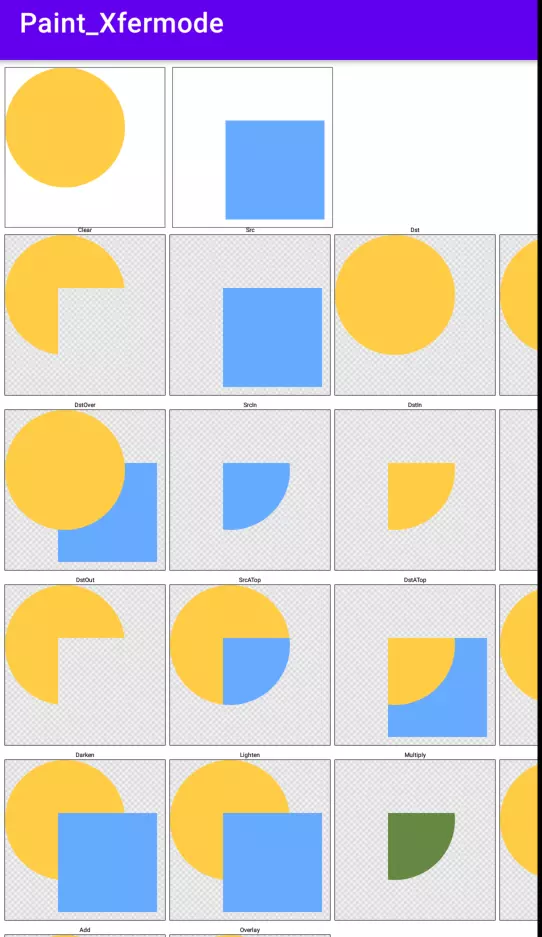 Paint_Xfermode
Clear Src Dst
DstOver SrcIn DstIn
DstOut SrcATop DstATop
Darken Lighten Multiply
Add Overlay